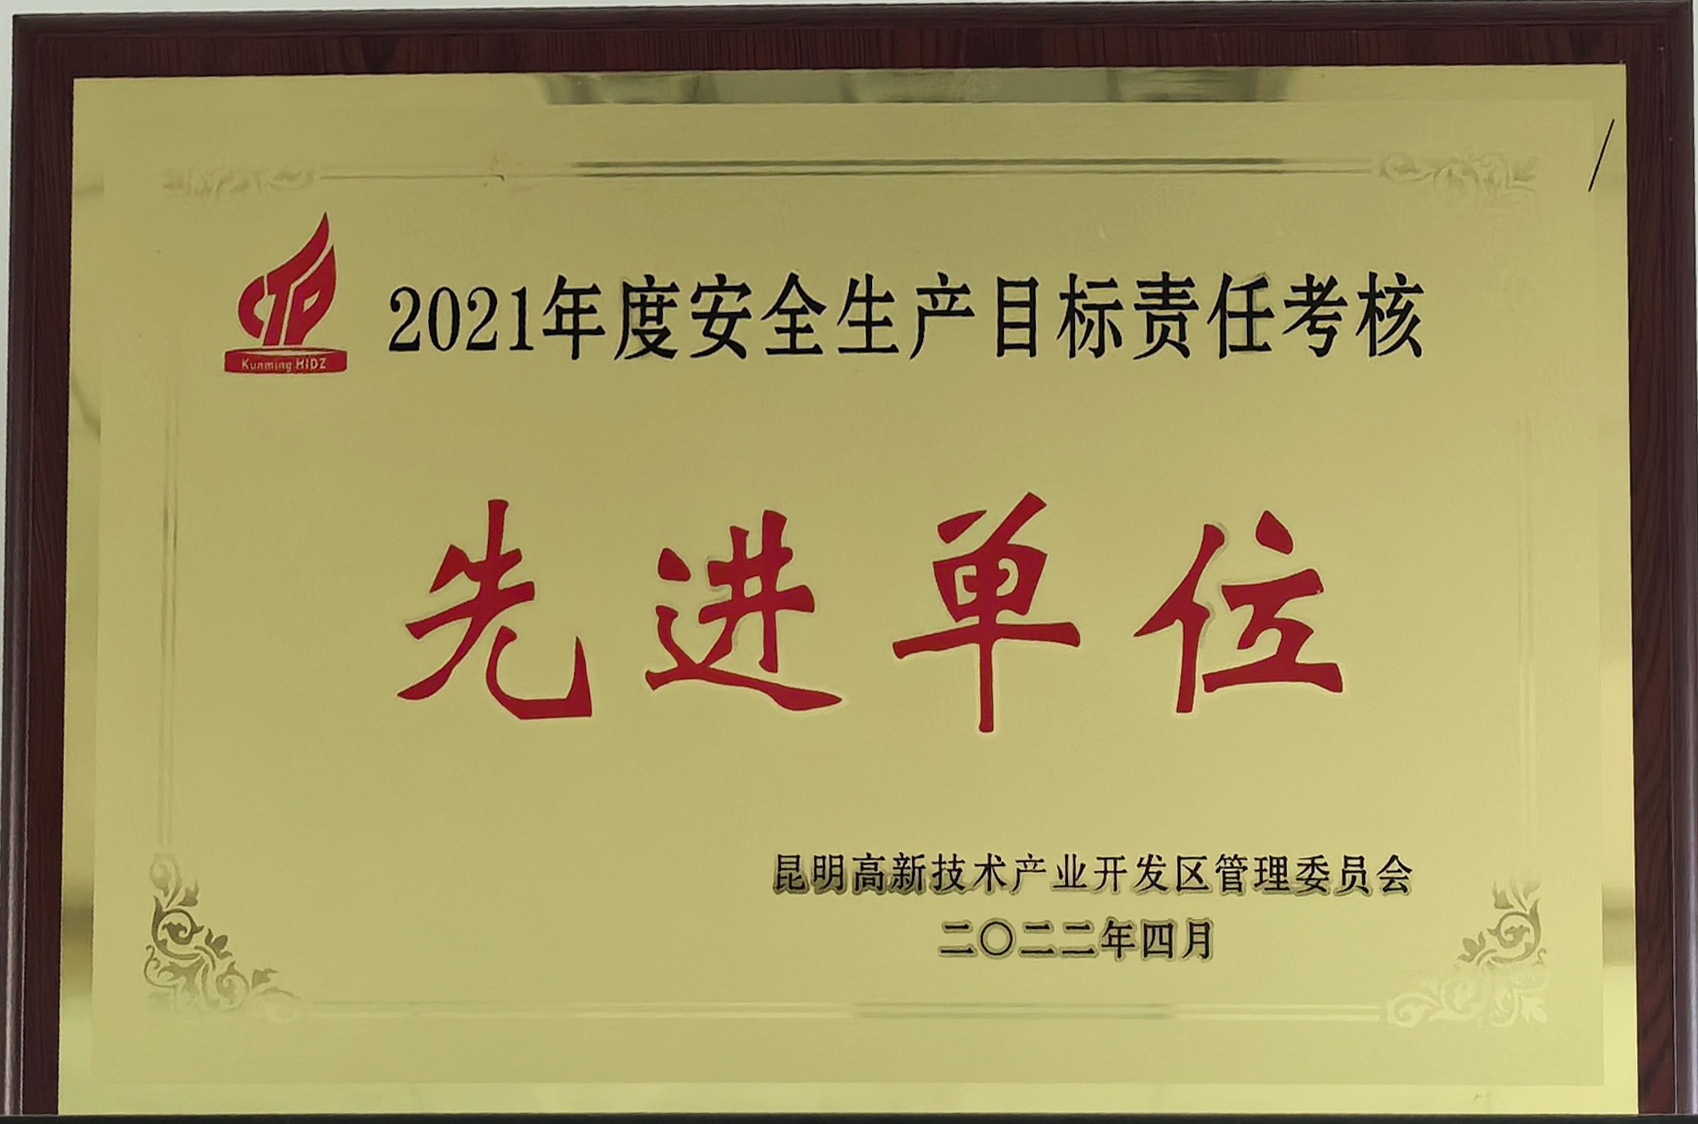 CTP
Kunming HIDZ
2021年度安全生产目标责任考核
先进单位
昆明高新技术产业开发区管理委员会
二〇二二年四月